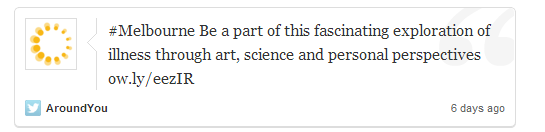 #Melbourne Be a part of this fascinating exploration of
illness through art, science and personal perspectives
ow.ly/eezIR
AroundYou 6 days ago